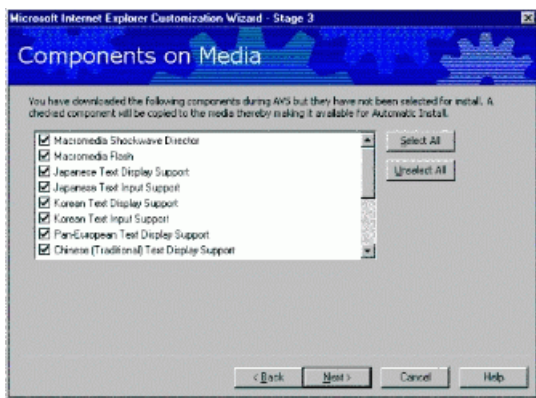 Microsoft Internet Explorer Customization Wizard - Stage 3
Components on Media
You have downloaded the following components during AVS but they have not been selected for install. A
checked component will be copied to the media thereby making it available for Automatic Install.
Macromedia Shockwave Director
Select All
Macromedia Flash
Japanese Text Display Support
Unselect All
Japanese Text Input Support
Korean Text Display Support
Korean Text Input Support
Pan-European Text Display Support
Chinese (Traditional) Text Display Support
< Back
Next >
Cancel
Help